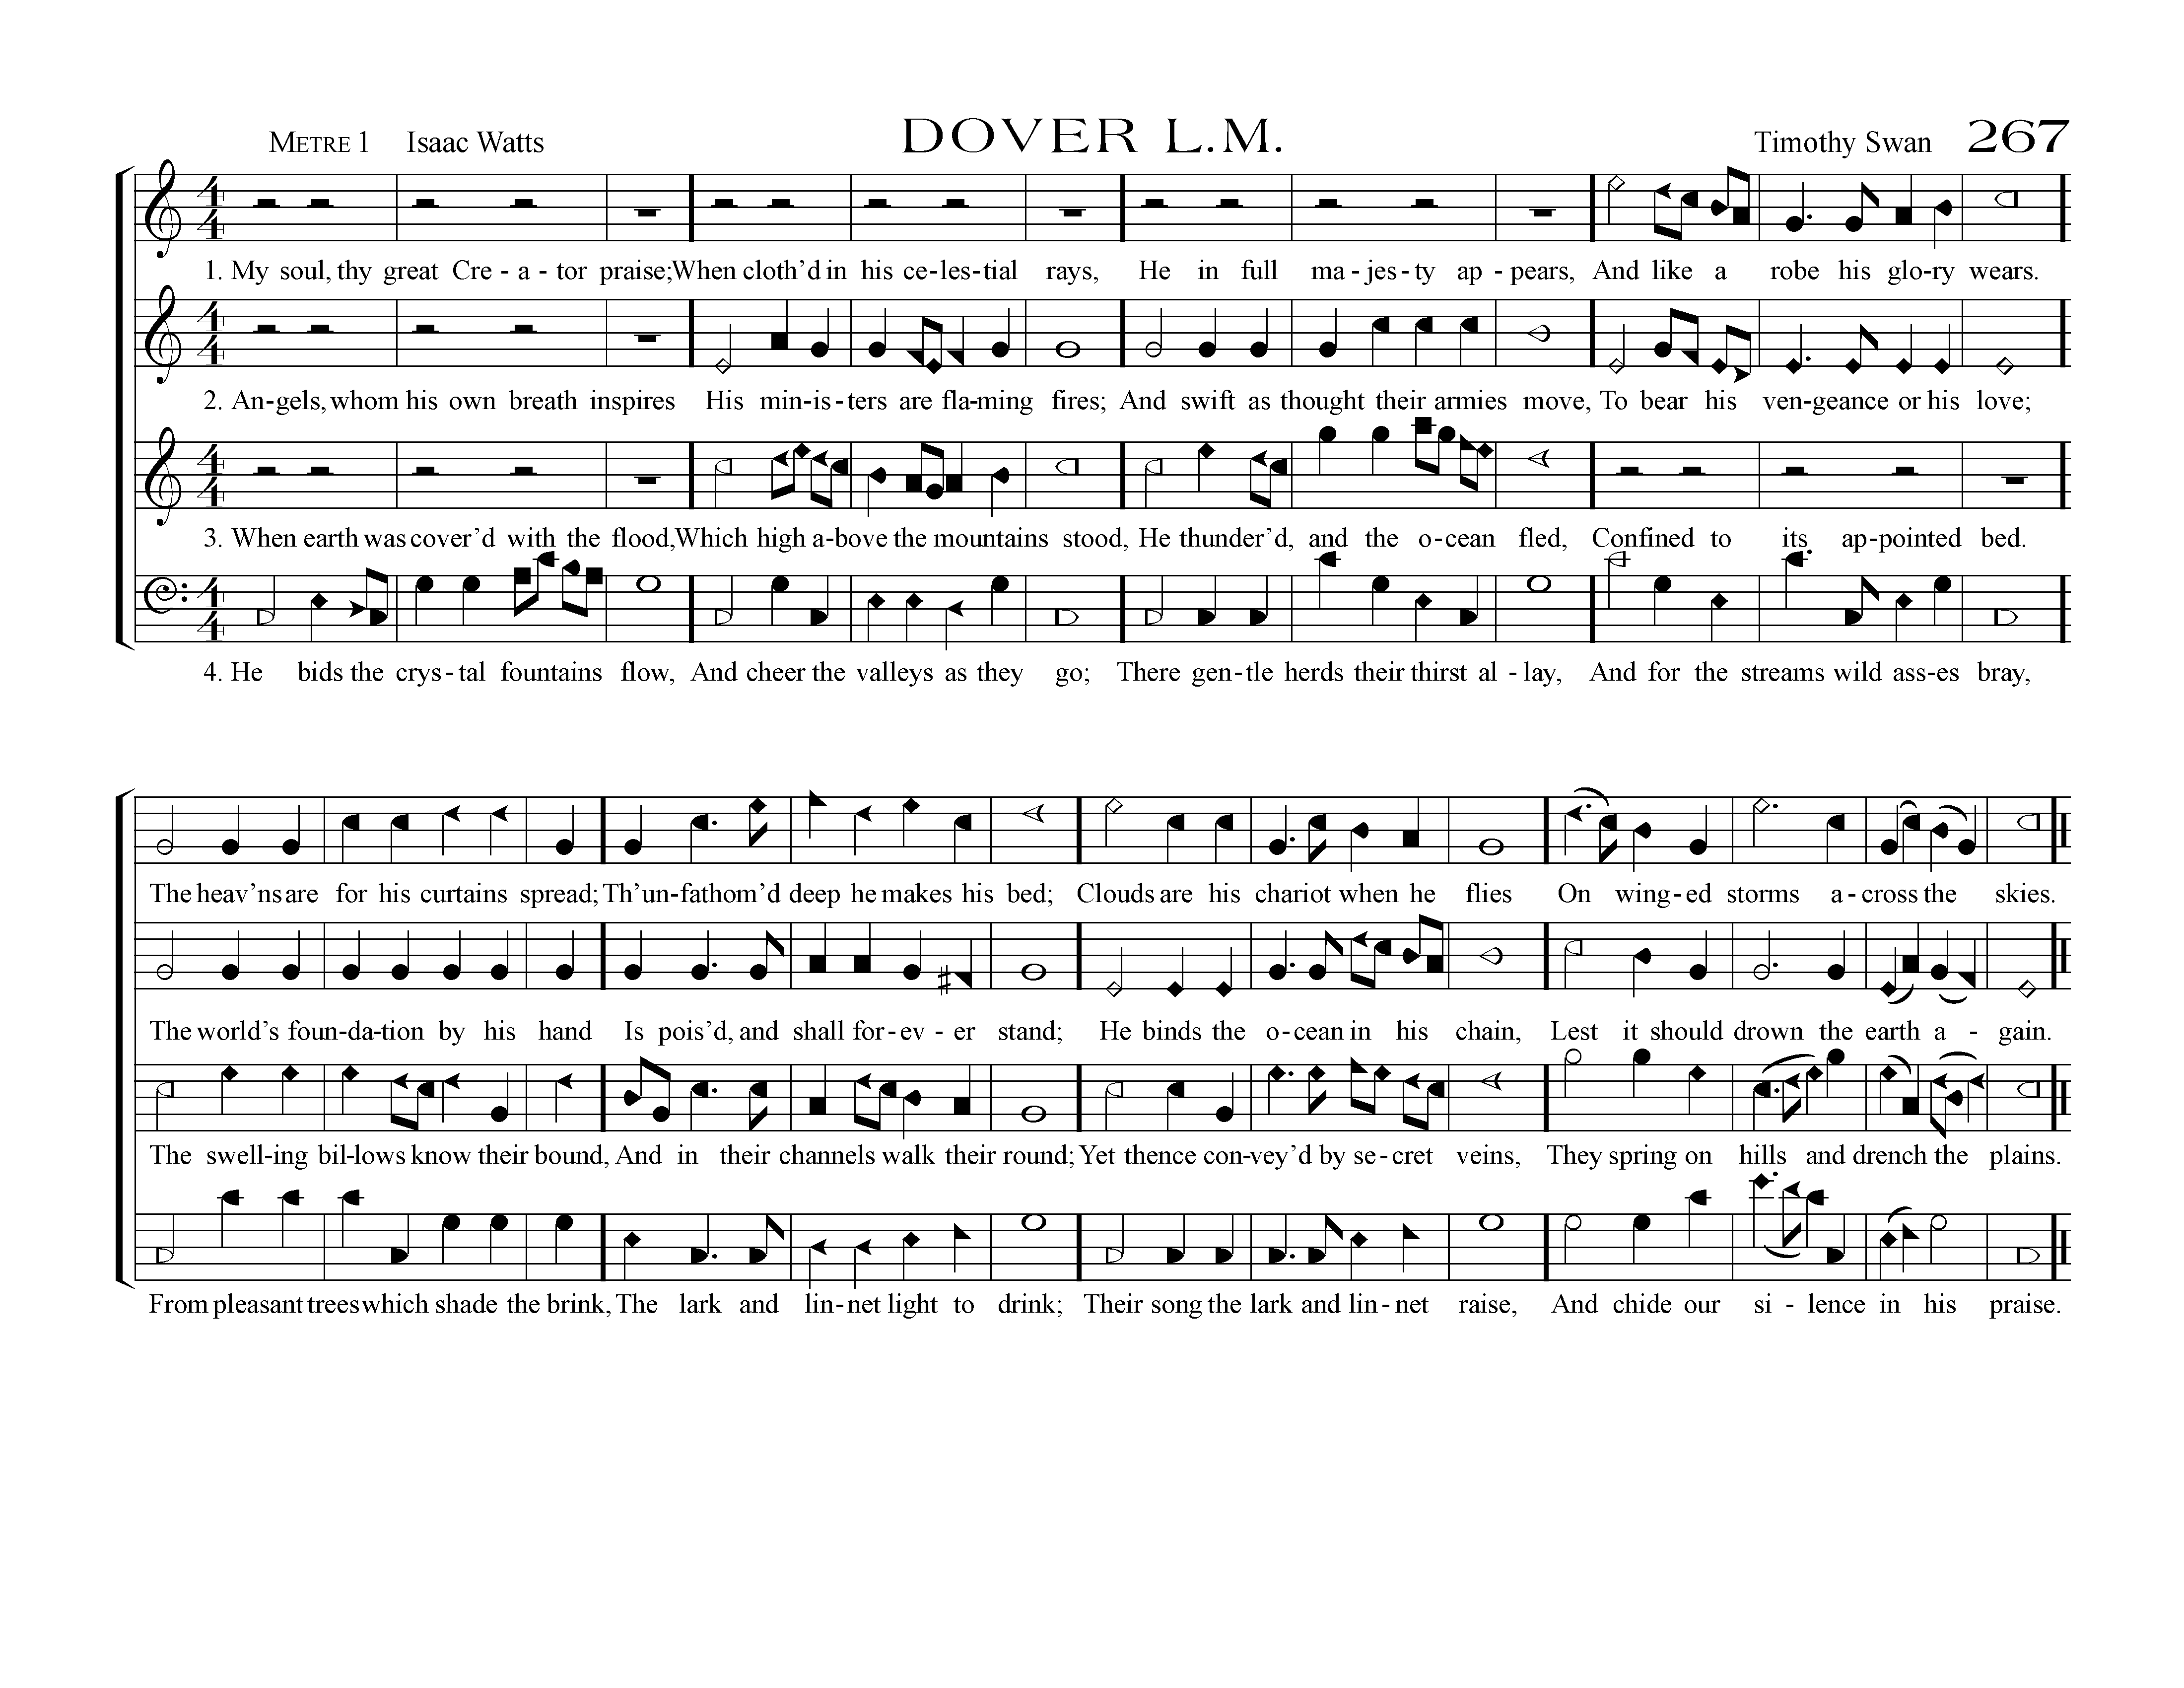 METRE 1 Isaac Watts DOVER L.M. Timothy Swan 267
1. My soul, thy great Cre - a - tor praise; When cloth’d in his ce-les-tial rays, He in full ma-jes-ty ap-pears, And like a robe his glo-ry wears.
2. An-gels, whom his own breath inspires His min-is-ters are fla-ming fires; And swift as thought their armies move, To bear his ven-geance or his love;
3. When earth was cover’d with the flood, Which high a-bove the mountains stood, He thunder’d, and the o-cean fled, Confined to its ap-pointed bed.
4. He bids the crys-tal fountains flow, And cheer the valleys as they go; There gen-tle herds their thirst al-lay, And for the streams wild ass-es bray,
The heav’ns are for his curtains spread; Th’un-fathom’d deep he makes his bed; Clouds are his chariot when he flies On wing-ed storms a-cross the skies.
The world’s foun-da-tion by his hand Is pois’d, and shall for-ev-er stand; He binds the o-cean in his chain, Lest it should drown the earth a - gain.
The swell-ing bil-lows know their bound, And in their channels walk their round; Yet thence con-vey’d by se-cret veins, They spring on hills and drench the plains.
From pleasant trees which shade the brink, The lark and lin-net light to drink; Their song the lark and lin-net raise, And chide our si - lence in his praise.